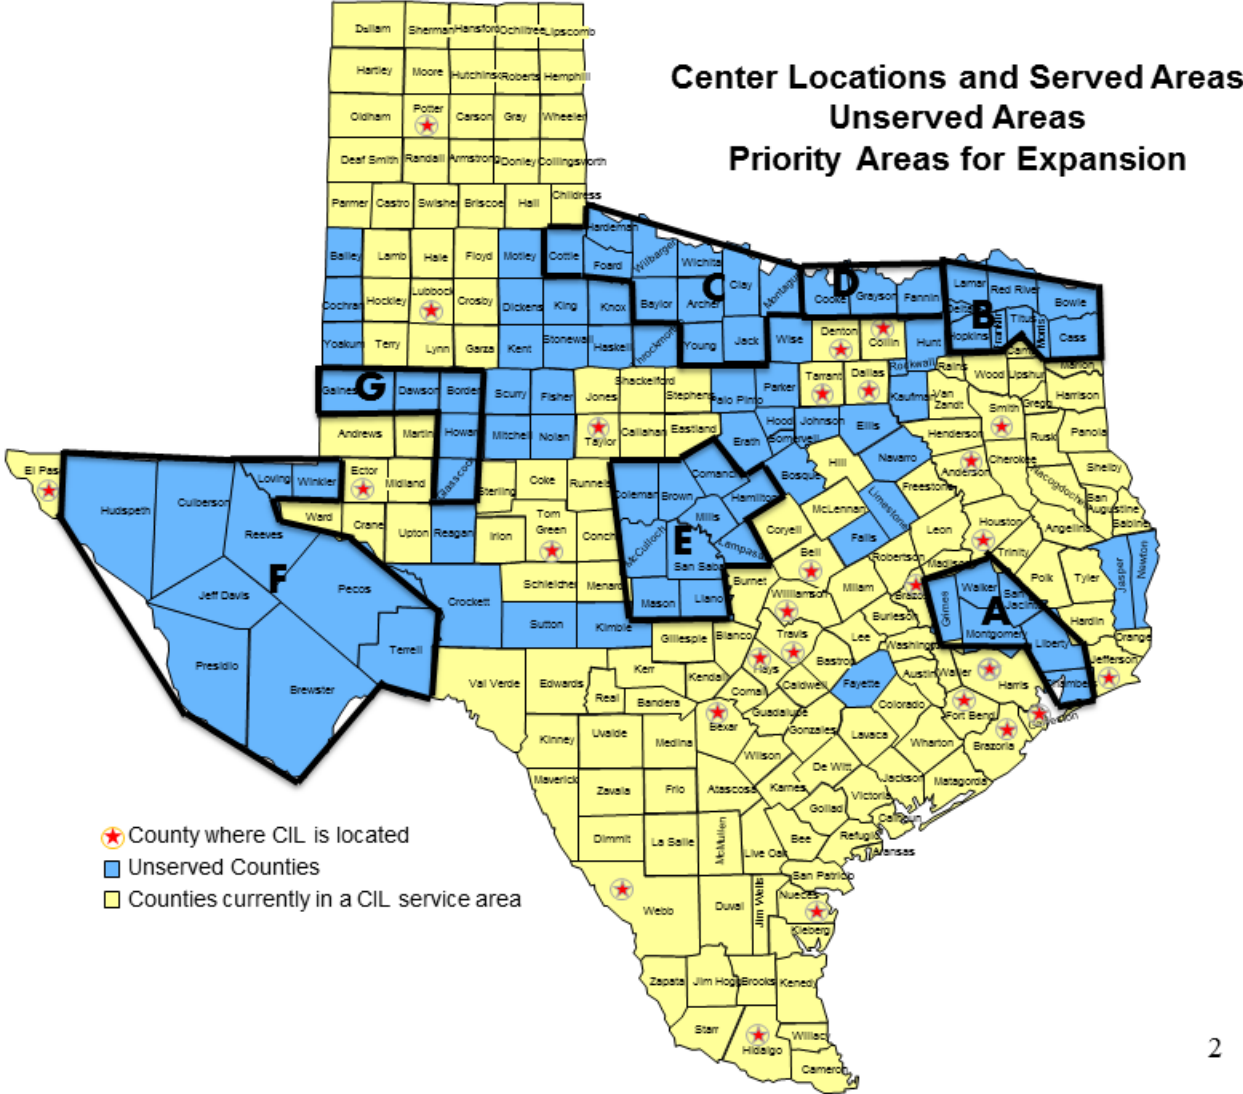 Center Locations and Served Areas
Unserved Areas
Priority Areas for Expansion
Dallam Sherman Hansford Ochiltree Lipscomb
Hartley Moore Hutchins Roberts Hemphill
Oldham Potter Carson Gray Wheeler
Deaf Smith Randall Armstrong Donley Collingsworth
Parmer Castro Swisher Briscoe Hall Childress
Hardeman
Bailey Lamb Hale Floyd Motley Cottle Foard Wilbarger Wichita
C Clay Montagu
D Cooke Grayson Fannin
Lamar Red River Bowie
Delta B Titus
Hopkins Franklin Morris Cass
Cochran Hockley Lubbock Crosby Dickens King Knox Baylor Archer
Yoakum Terry Lynn Garza Kent Stonewall Haskell Throckmorto Young Jack Wise Denton Collin Hunt
Rockwall Rains Wood Camp Upshur Marion
Gaines G Dawson Borden Scurry Fisher Jones Shackelford Stephens Palo Pinto Parker Tarrant Dallas Kaufman Van Zandt Smith Gregg Harrison
Andrews Martin Howar Mitchell Nolan Taylor Callahan Eastland Erath Hood Somervell Johnson Ellis Henderson Rusk Panola
El Pas Hudspeth Culberson Loving Winkler Ector Midland Glasscock Sterling Coke Runnels Coleman Brown Comanche Hamilton Bosque Hill Navarro Anderson Cherokee Shelby
Freestone Nacogdoches San Augustine Sabine
Reeves Ward Crane Upton Reagan Irion Tom Green Conch McCulloch E Mills San Saba Lampasas Coryell McLennan Limestone Falls Leon Houston Angelina Trinity
Jeff Davis F Pecos Crockett Schleicher Menard Mason Llano Burnet Bell Milam Robertson Madison Brazo Polk Tyler Jasper Newton
Grimes Walker San Jacinto A Montgomery Liberty Hardin Orange
Presidio Brewster Terrell Sutton Kimble Gillespie Blanco Williamson Travis Hays Bastrop Lee Burleson Washing Waller Harris Chambers Jefferson
Val Verde Edwards Kerr Real Bandera Kendall Comal Caldwell Fayette Austin Colorado Fort Bend Galveston
Kinney Uvalde Medina Bexar Guadalupe Gonzales Lavaca Wharton Brazoria
Maverick Zavala Frio Atascosa Wilson Karnes De Witt Jackson Matagorda
Goliad Victoria Calhoun
Dimmit La Salle McMullen Live Oak Bee Refugio Aransas
San Patricio
Webb Duval Jim Wells Nueces
Kleberg
Zapata Jim Hogg Brooks Kenedy
Starr Hidalgo Willacy
Cameron
County where CIL is located
Unserved Counties
Counties currently in a CIL service area
2